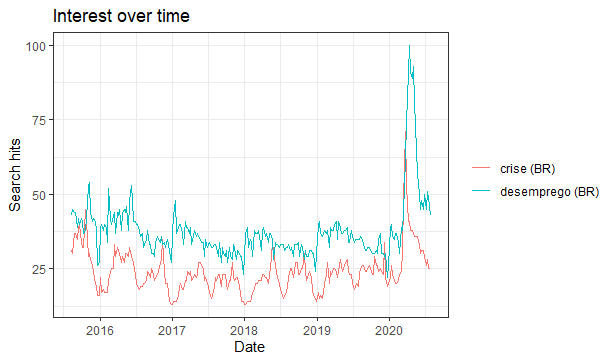 Interest over time
Search hits
100
75
50
25
2016 2017 2018 2019 2020
Date
crise (BR)
desemprego (BR)